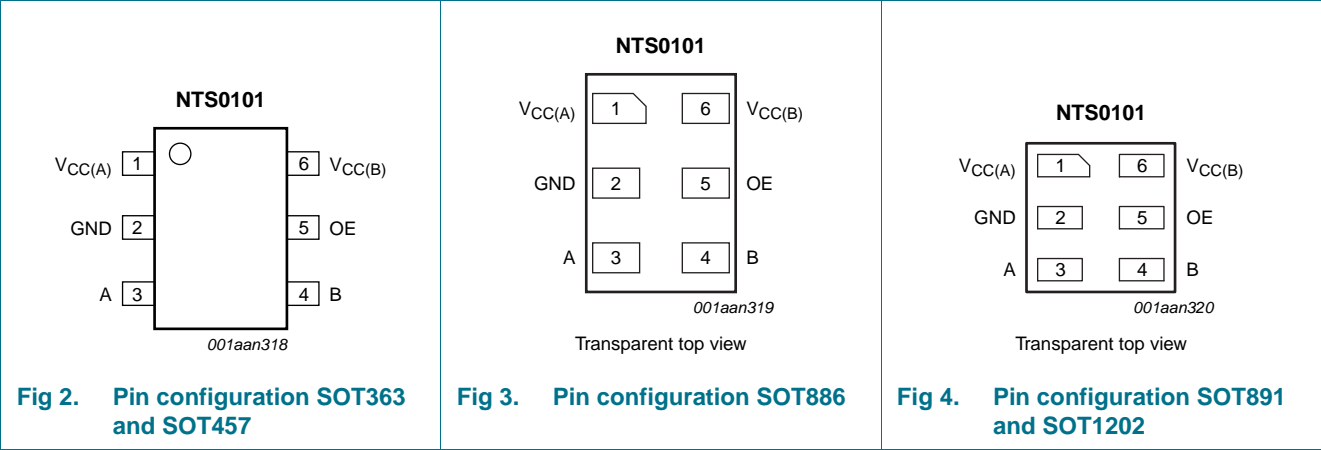 NTS0101
VCC(A) 1 6 VCC(B)
GND 2 5 OE
A 3 4 B
001aan318
Fig 2. Pin configuration SOT363
and SOT457
NTS0101
VCC(A) 1 6 VCC(B)
GND 2 5 OE
A 3 4 B
001aan319
Transparent top view
Fig 3. Pin configuration SOT886
NTS0101
VCC(A) 1 6 VCC(B)
GND 2 5 OE
A 3 4 B
001aan320
Transparent top view
Fig 4. Pin configuration SOT891
and SOT1202